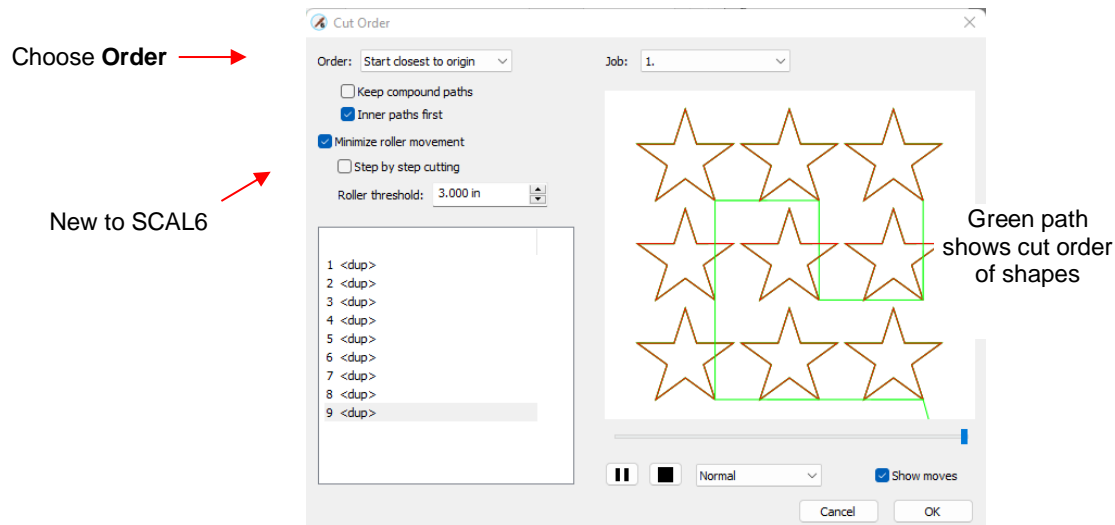 Cut Order
Choose Order
Order: Start closest to origin
Job: 1.
Keep compound paths
Inner paths first
Minimize roller movement
Step by step cutting
Roller threshold: 3.000 in
New to SCAL6
Green path
shows cut order
of shapes
1 <dup>
2 <dup>
3 <dup>
4 <dup>
5 <dup>
6 <dup>
7 <dup>
8 <dup>
9 <dup>
Normal
Show moves
Cancel
OK